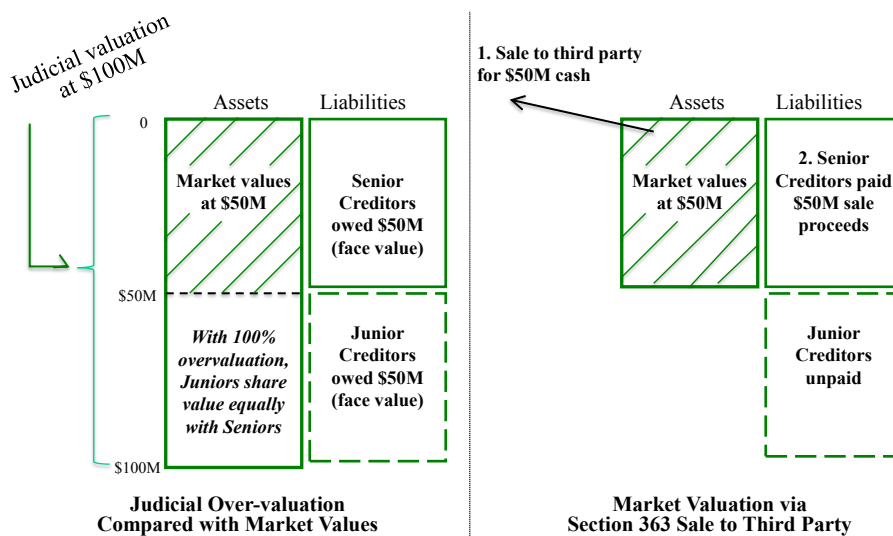 Judicial valuation
at $100M
Assets
Liabilities
0
Market values
at $50M
Senior
Creditors
owed $50M
(face value)
$50M
With 100%
overvaluation,
Juniors share
value equally
with Seniors
Junior
Creditors
owed $50M
(face value)
$100M
Judicial Over-valuation
Compared with Market Values
1. Sale to third party
for $50M cash
Assets
Liabilities
Market values
at $50M
2. Senior
Creditors paid
$50M sale
proceeds
Junior
Creditors
unpaid
Market Valuation via
Section 363 Sale to Third Party